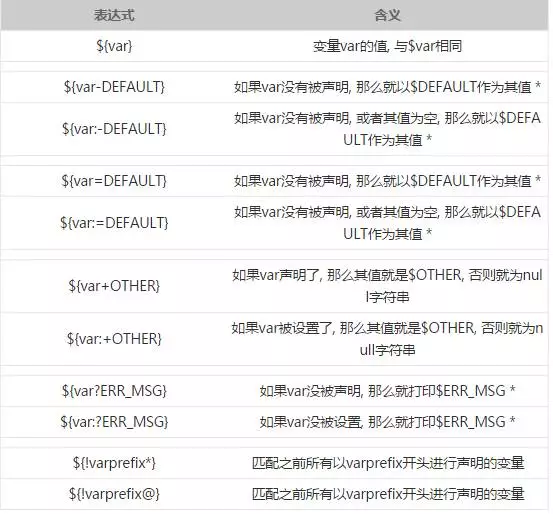 表达式 含义
${var} 变量var的值, 与$var相同
${var-DEFAULT} 如果var没有被声明, 那么就以$DEFAULT作为其值 *
${var:-DEFAULT} 如果var没有被声明, 或者其值为空, 那么就以$DEFA
ULT作为其值 *
${var=DEFAULT} 如果var没有被声明, 那么就以$DEFAULT作为其值 *
${var:=DEFAULT} 如果var没有被声明, 或者其值为空, 那么就以$DEFA
ULT作为其值 *
${var+OTHER} 如果var声明了, 那么其值就是$OTHER, 否则就为nul
l字符串
${var:+OTHER} 如果var被设置了, 那么其值就是$OTHER, 否则就为n
ull字符串
${var?ERR_MSG} 如果var没被声明, 那么就打印$ERR_MSG *
${var:?ERR_MSG} 如果var没被设置, 那么就打印$ERR_MSG *
${!varprefix*} 匹配之前所有以varprefix开头进行声明的变量
${!varprefix@} 匹配之前所有以varprefix开头进行声明的变量